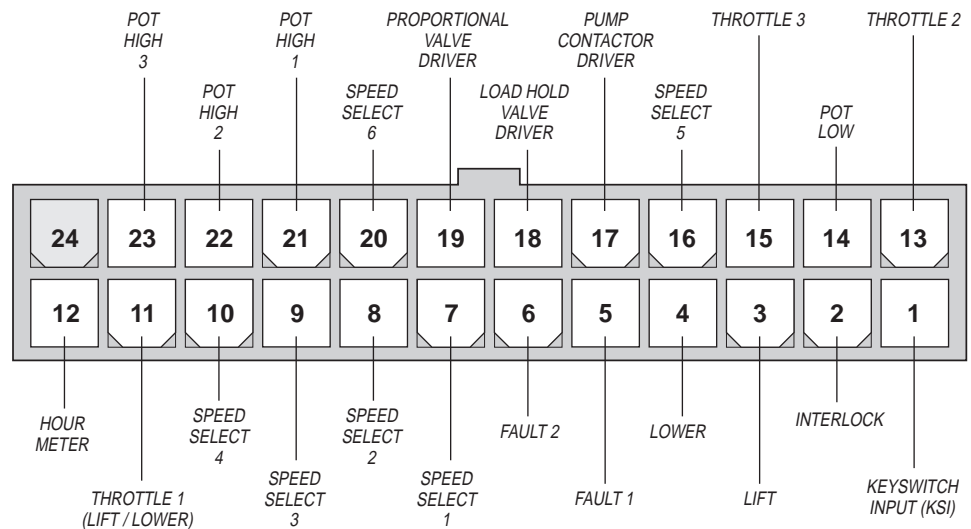 POT
HIGH
3
POT
HIGH
2
POT
HIGH
1
SPEED
SELECT
6
PROPORTIONAL
VALVE
DRIVER
LOAD HOLD
VALVE
DRIVER
PUMP
CONTACTOR
DRIVER
SPEED
SELECT
5
THROTTLE 3
POT
LOW
THROTTLE 2
24 23 22 21 20 19 18 17 16 15 14 13
12 11 10 9 8 7 6 5 4 3 2 1
HOUR
METER
THROTTLE 1
(LIFT / LOWER)
SPEED
SELECT
4
SPEED
SELECT
3
SPEED
SELECT
2
SPEED
SELECT
1
FAULT 2
FAULT 1
LOWER
LIFT
INTERLOCK
KEYSWITCH
INPUT (KSI)